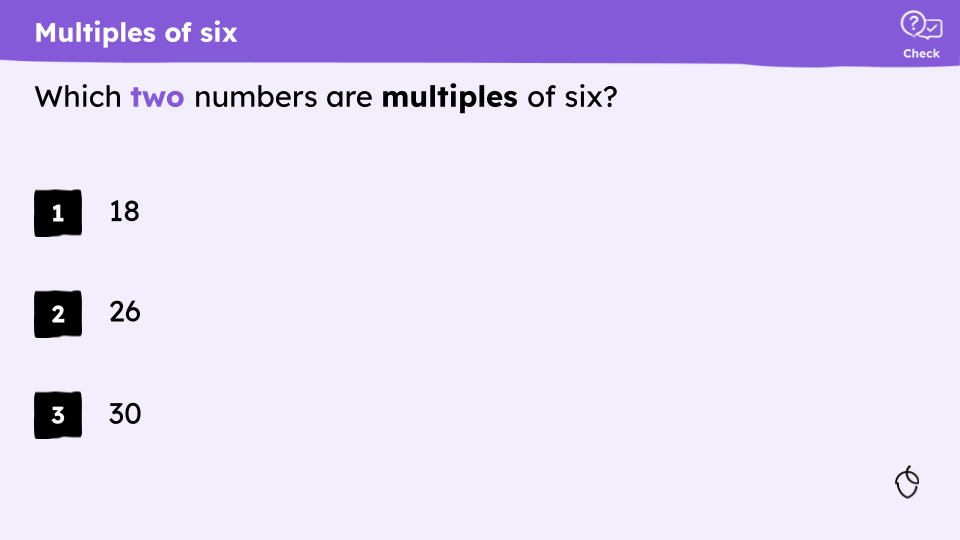 Multiples of six
Check
Which two numbers are multiples of six?
1 18
2 26
3 30